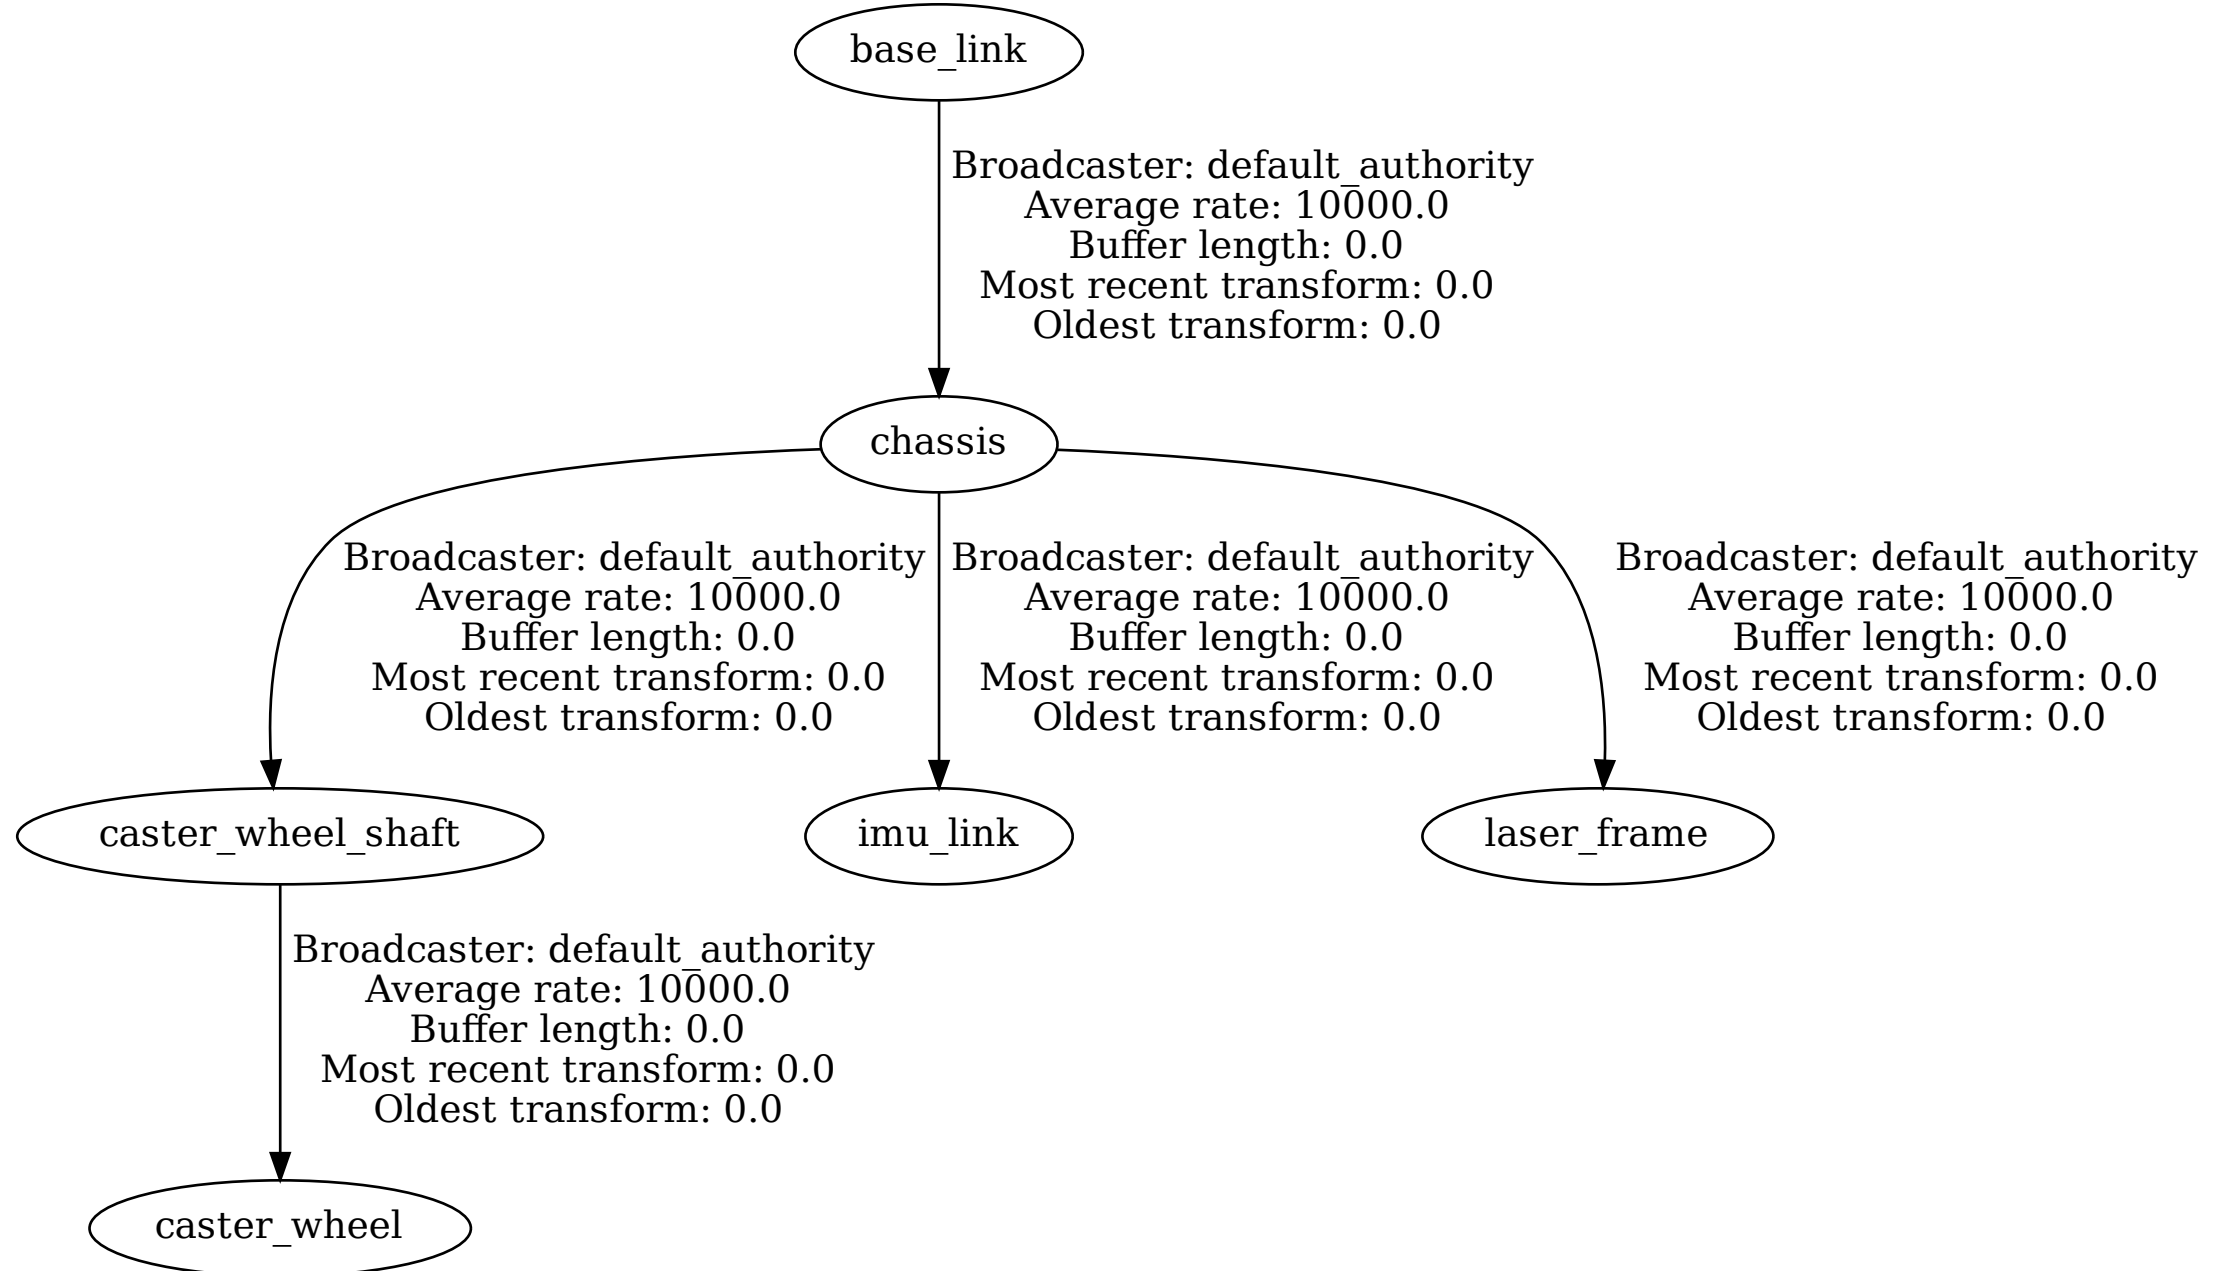 base_link
Broadcaster: default_authority
Average rate: 10000.0
Buffer length: 0.0
Most recent transform: 0.0
Oldest transform: 0.0
chassis
Broadcaster: default_authority
Average rate: 10000.0
Buffer length: 0.0
Most recent transform: 0.0
Oldest transform: 0.0
Broadcaster: default_authority
Average rate: 10000.0
Buffer length: 0.0
Most recent transform: 0.0
Oldest transform: 0.0
Broadcaster: default_authority
Average rate: 10000.0
Buffer length: 0.0
Most recent transform: 0.0
Oldest transform: 0.0
caster_wheel_shaft
imu_link
laser_frame
Broadcaster: default_authority
Average rate: 10000.0
Buffer length: 0.0
Most recent transform: 0.0
Oldest transform: 0.0
caster_wheel